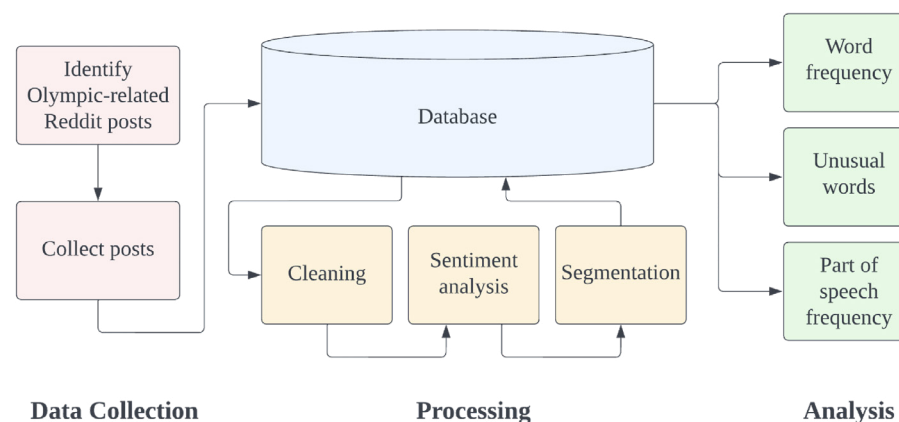 Identify
Olympic-related
Reddit posts
Collect posts
Database
Cleaning
Sentiment
analysis
Segmentation
Word
frequency
Unusual
words
Part of
speech
frequency
Data Collection
Processing
Analysis